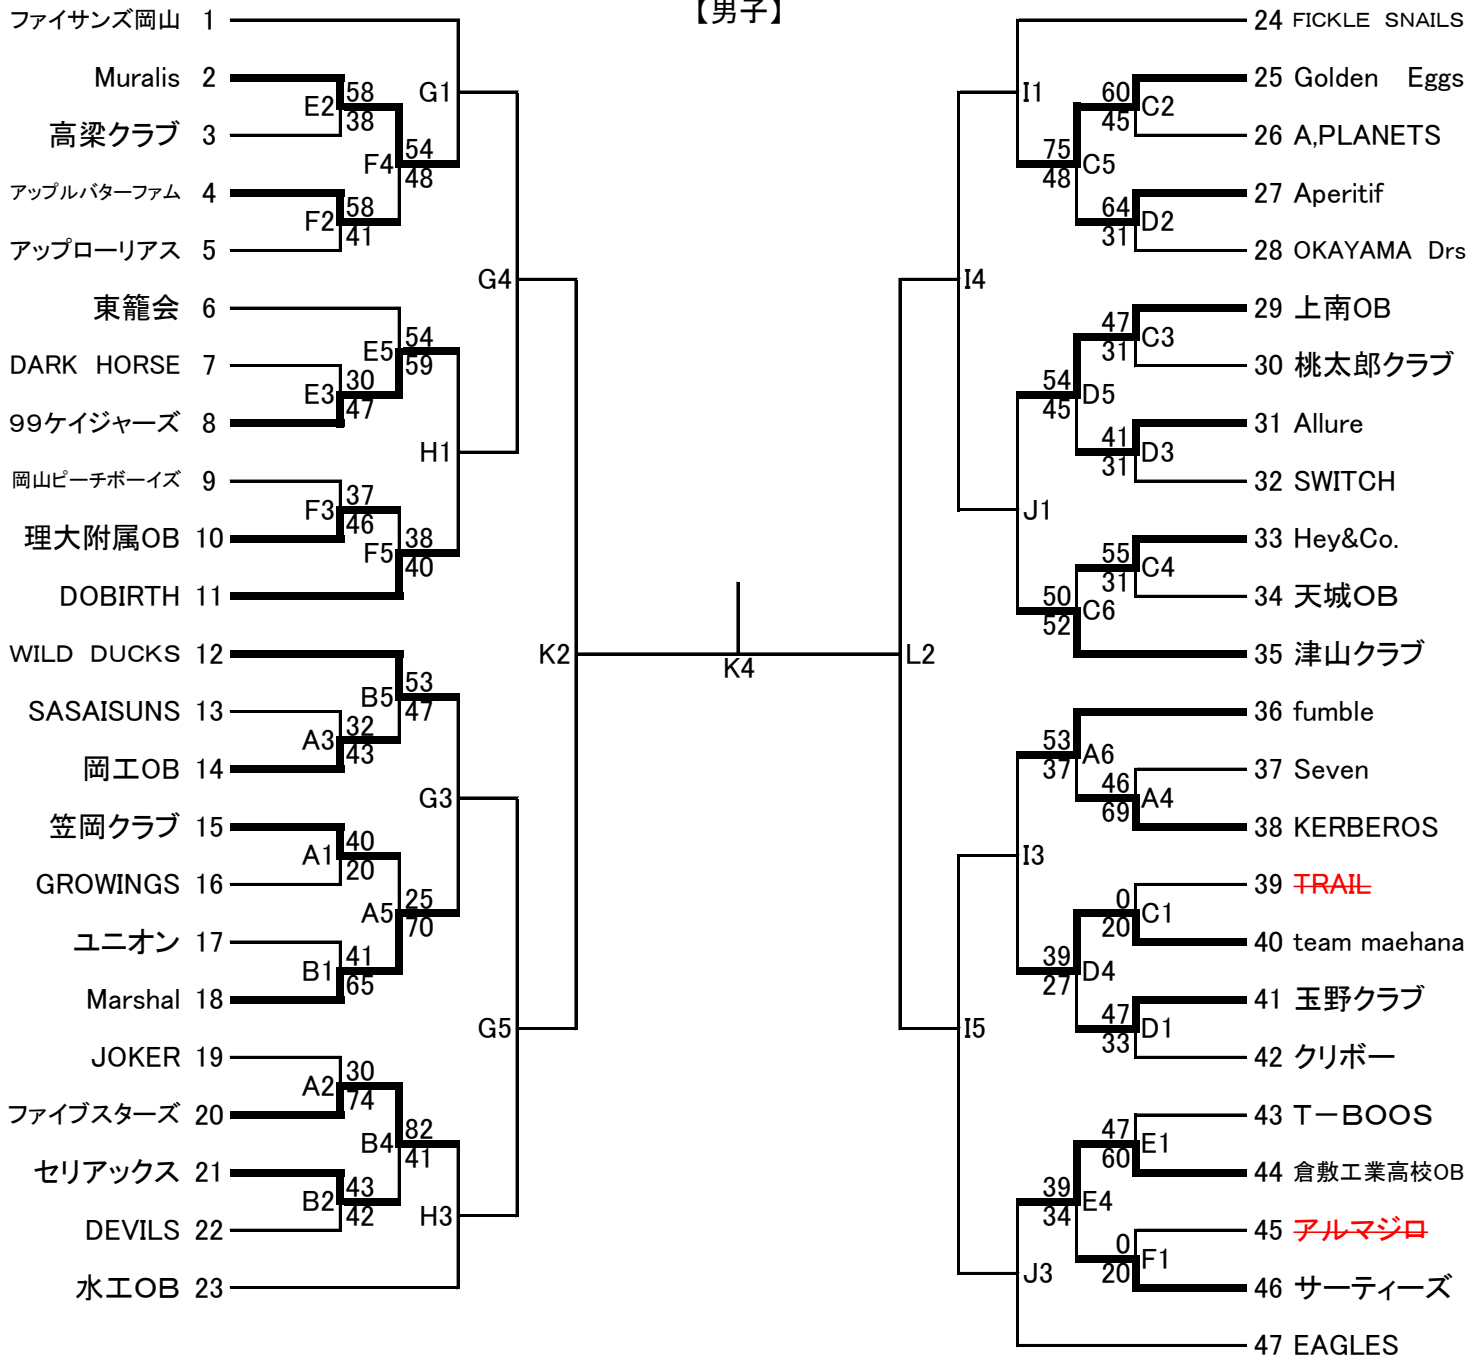 【男子】
ファイサンズ岡山 1
Muralis 2
高梁クラブ 3
アップルバターファム 4
アップローリアス 5
東籠会 6
DARK HORSE 7
99ケイジャーズ 8
岡山ピーチボーイズ 9
理大附属OB 10
DOBIRTH 11
WILD DUCKS 12
SASAISUNS 13
岡工OB 14
笠岡クラブ 15
GROWINGS 16
ユニオン 17
Marshal 18
JOKER 19
ファイブスターズ 20
セリアックス 21
DEVILS 22
水工OB 23
E2 58 38
F2 58 41
E3 30 47
F3 37 46
A3 32 43
A1 40 20
B1 41 65
A2 30 74
B2 43 42
F4 54 48
E5 54 59
F5 38 40
B5 53 47
A5 25 70
B4 82 41
G1
H1
G3
H3
G4
G5
K2
K4
L2
I4
I5
I1
J1
I3
J3
75 48 C5
54 45 D5
50 52 C6
53 37 A6
39 27 D4
39 34 E4
60 45 C2
64 31 D2
47 31 C3
41 31 D3
55 31 C4
46 69 A4
0 20 C1
47 33 D1
47 60 E1
0 20 F1
24 FICKLE SNAILS
25 Golden Eggs
26 A,PLANETS
27 Aperitif
28 OKAYAMA Drs
29 上南OB
30 桃太郎クラブ
31 Allure
32 SWITCH
33 Hey&Co.
34 天城OB
35 津山クラブ
36 fumble
37 Seven
38 KERBEROS
39 TRAIL
40 team maehana
41 玉野クラブ
42 クリボー
43 T－BOOS
44 倉敷工業高校OB
45 アルマジロ
46 サーティーズ
47 EAGLES